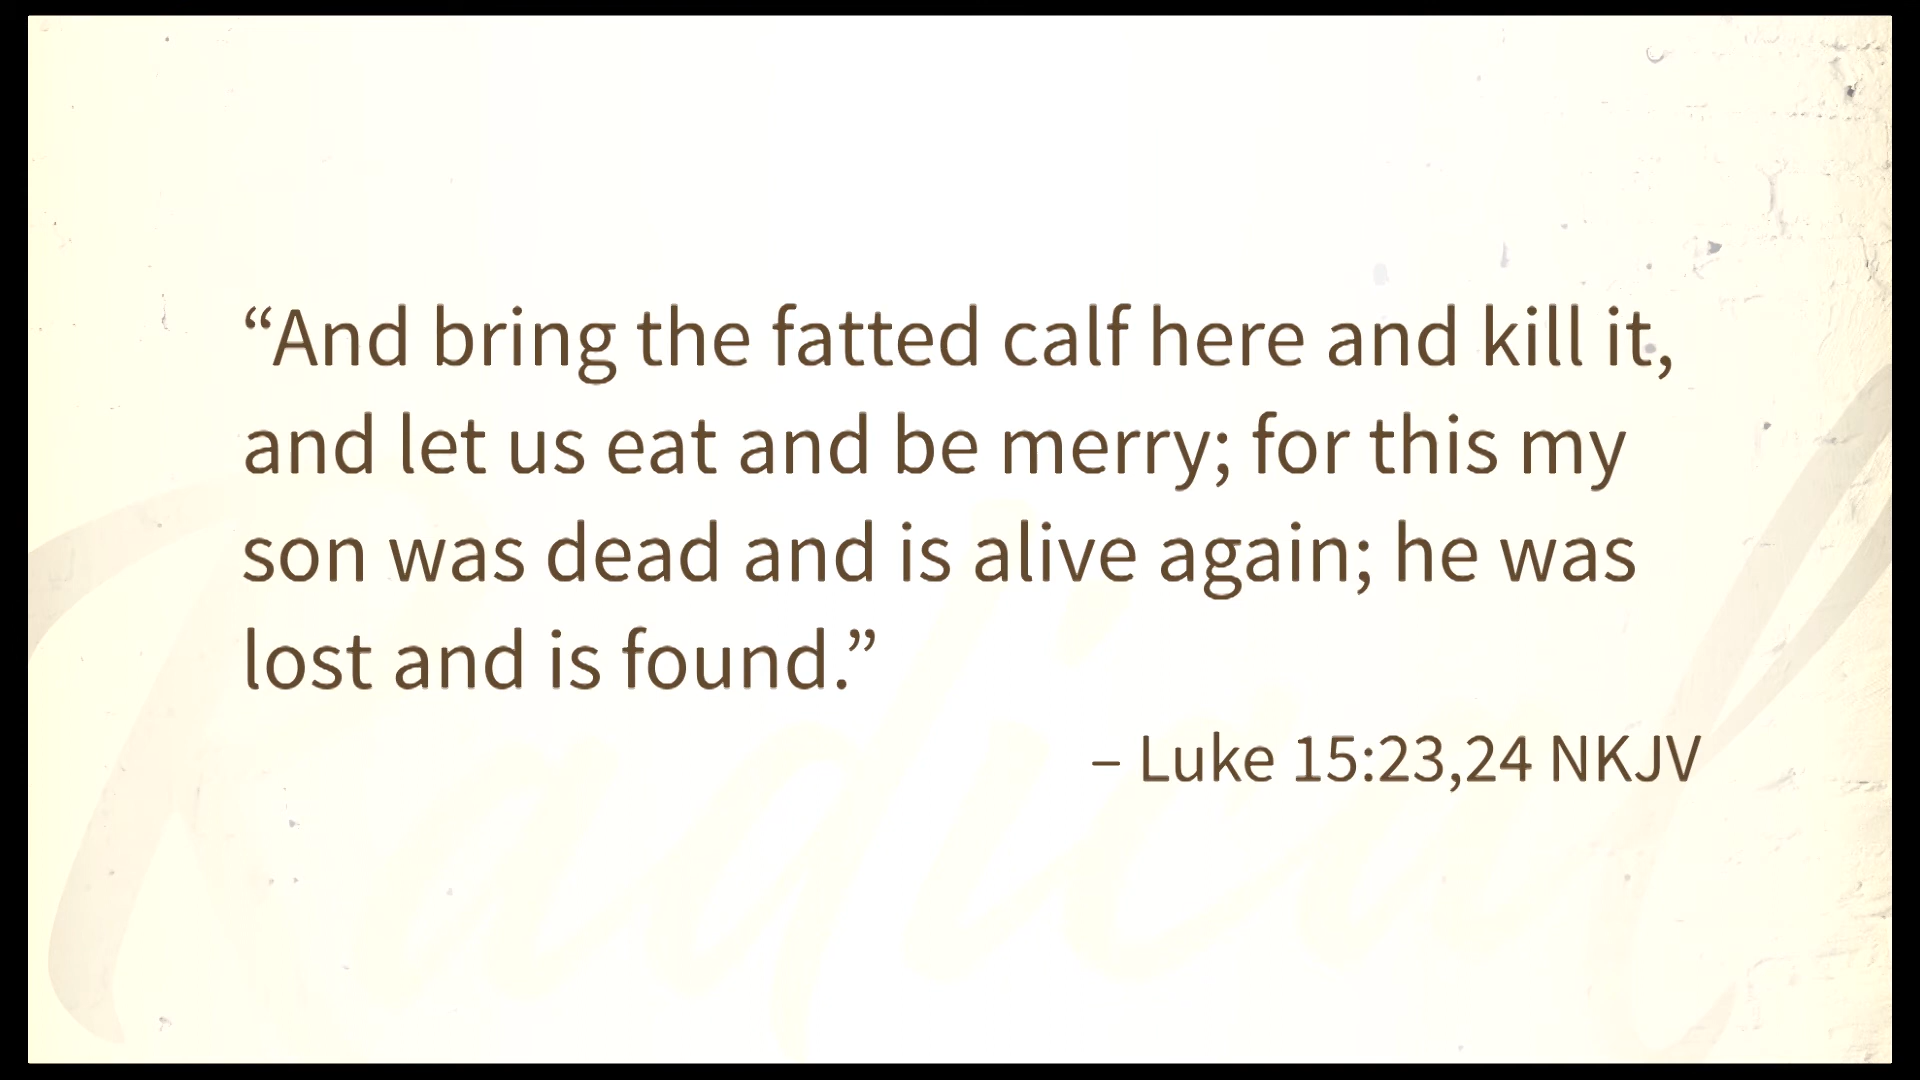 “And bring the fatted calf here and kill it,
and let us eat and be merry; for this my
son was dead and is alive again; he was
lost and is found.”
– Luke 15:23,24 NKJV
Radical